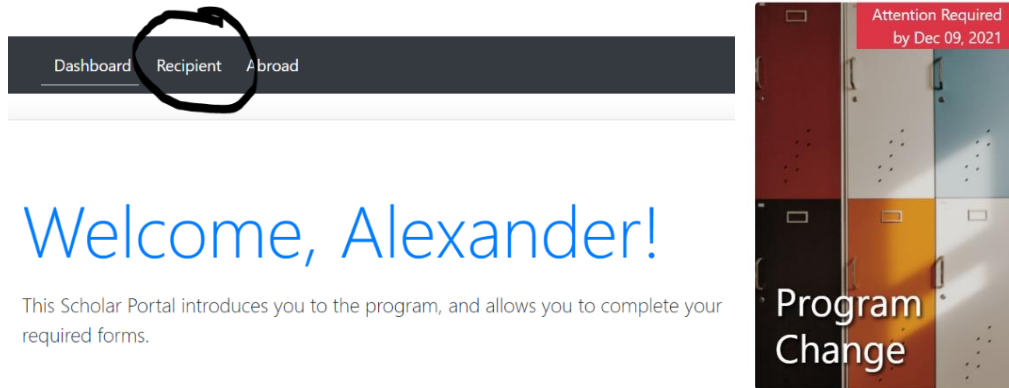 Dashboard Recipient Abroad
Welcome, Alexander!
This Scholar Portal introduces you to the program, and allows you to complete your
required forms.
Attention Required
by Dec 09, 2021
Program
Change